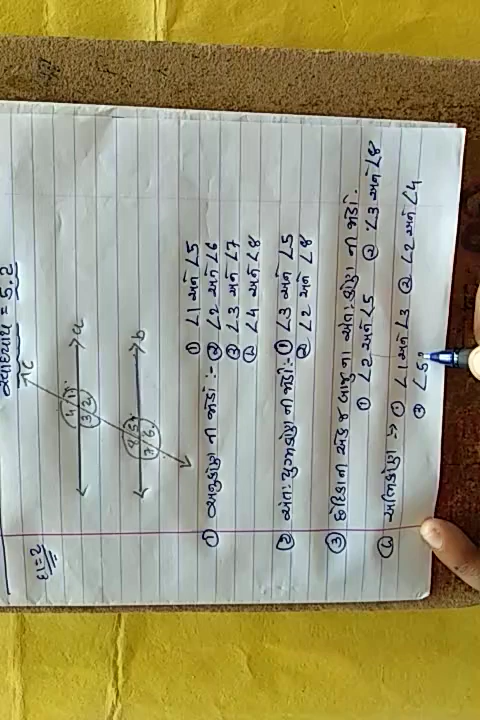 સ્વાધ્યાય = 5.2
દા=2
c
a
4 1
3 2
b
8 5
7 6
① અનુકોણ ની જોડી :- ① ∠1 અને ∠5
② ∠2 અને ∠6
③ ∠3 અને ∠7
④ ∠4 અને ∠8
② અંતઃયુગ્મકોણ ની જોડી :- ① ∠3 અને ∠5
② ∠2 અને ∠8
③ છેદિકાની એક જ બાજુના અંતઃકોણ ની જોડી.
① ∠2 અને ∠5 ② ∠3 અને ∠8
④ અભિકોણ :-> ① ∠1 અને ∠3 ② ∠2 અને ∠4
③ ∠5